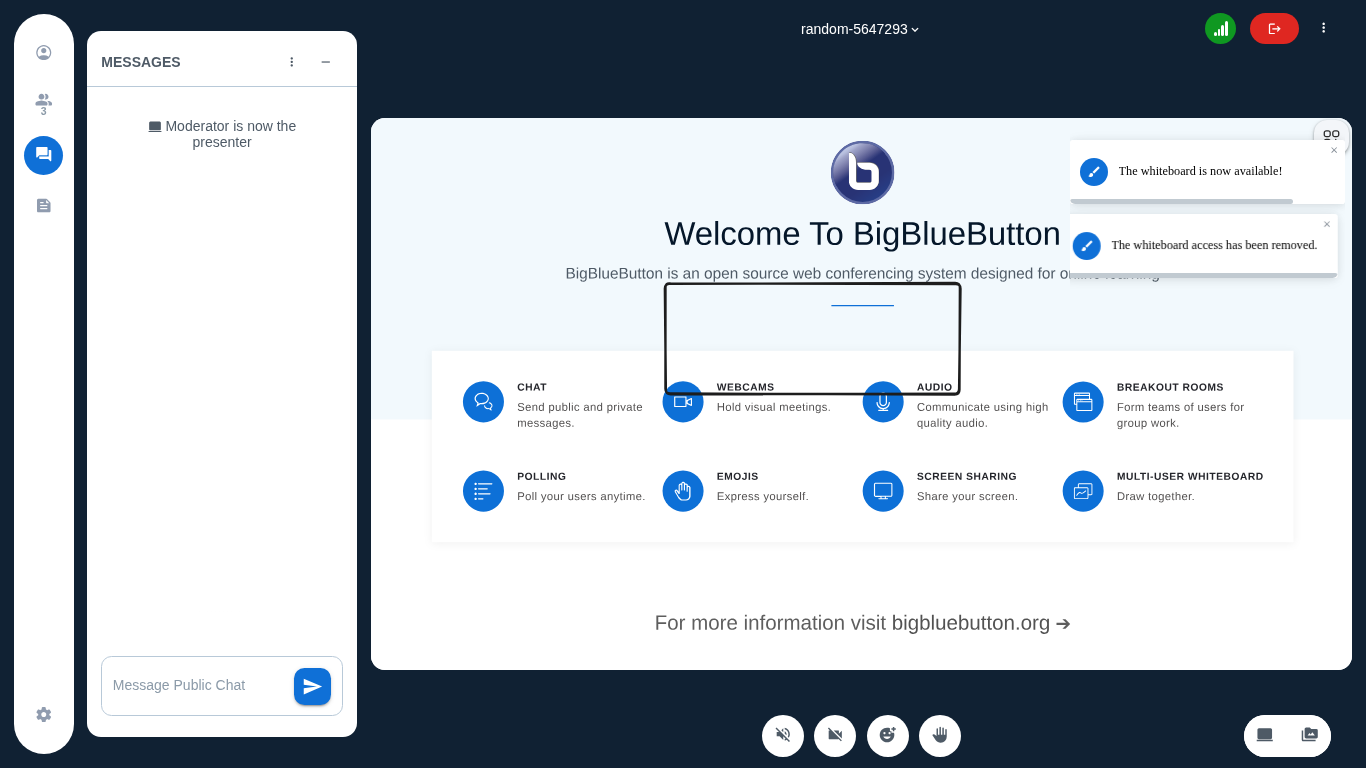 random-5647293
MESSAGES
3
Moderator is now the
presenter
Message Public Chat
The whiteboard is now available!
The whiteboard access has been removed.
Welcome To BigBlueButton
BigBlueButton is an open source web conferencing system designed for online learning
CHAT
Send public and private
messages.
WEBCAMS
Hold visual meetings.
AUDIO
Communicate using high
quality audio.
BREAKOUT ROOMS
Form teams of users for
group work.
POLLING
Poll your users anytime.
EMOJIS
Express yourself.
SCREEN SHARING
Share your screen.
MULTI-USER WHITEBOARD
Draw together.
For more information visit bigbluebutton.org ➔